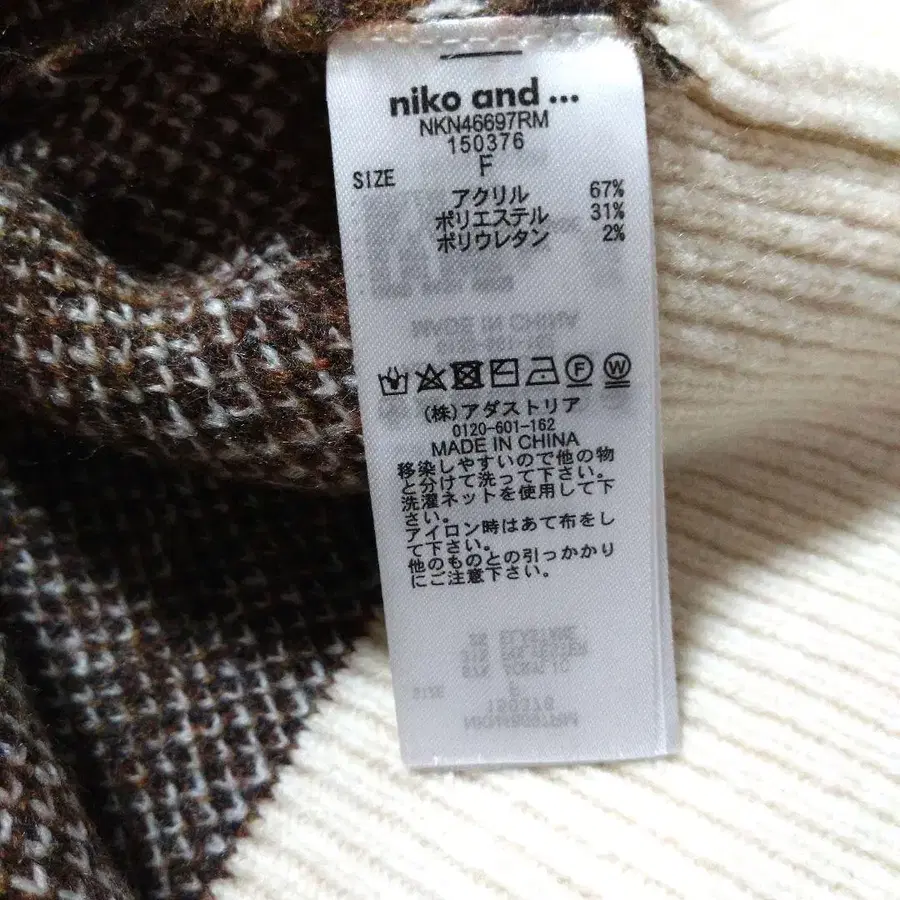 niko and ...
NKN46697RM
150376
F
SIZE
アクリル 67%
ポリエステル 31%
ポリウレタン 2%
F W
(株)アダストリア
0120-601-162
MADE IN CHINA
移染しやすいので他の物
と分けて洗って下さい。
洗濯ネットを使用して下
さい。
アイロン時はあて布をし
て下さい。
他のものとの引っかかり
にご注意下さい。